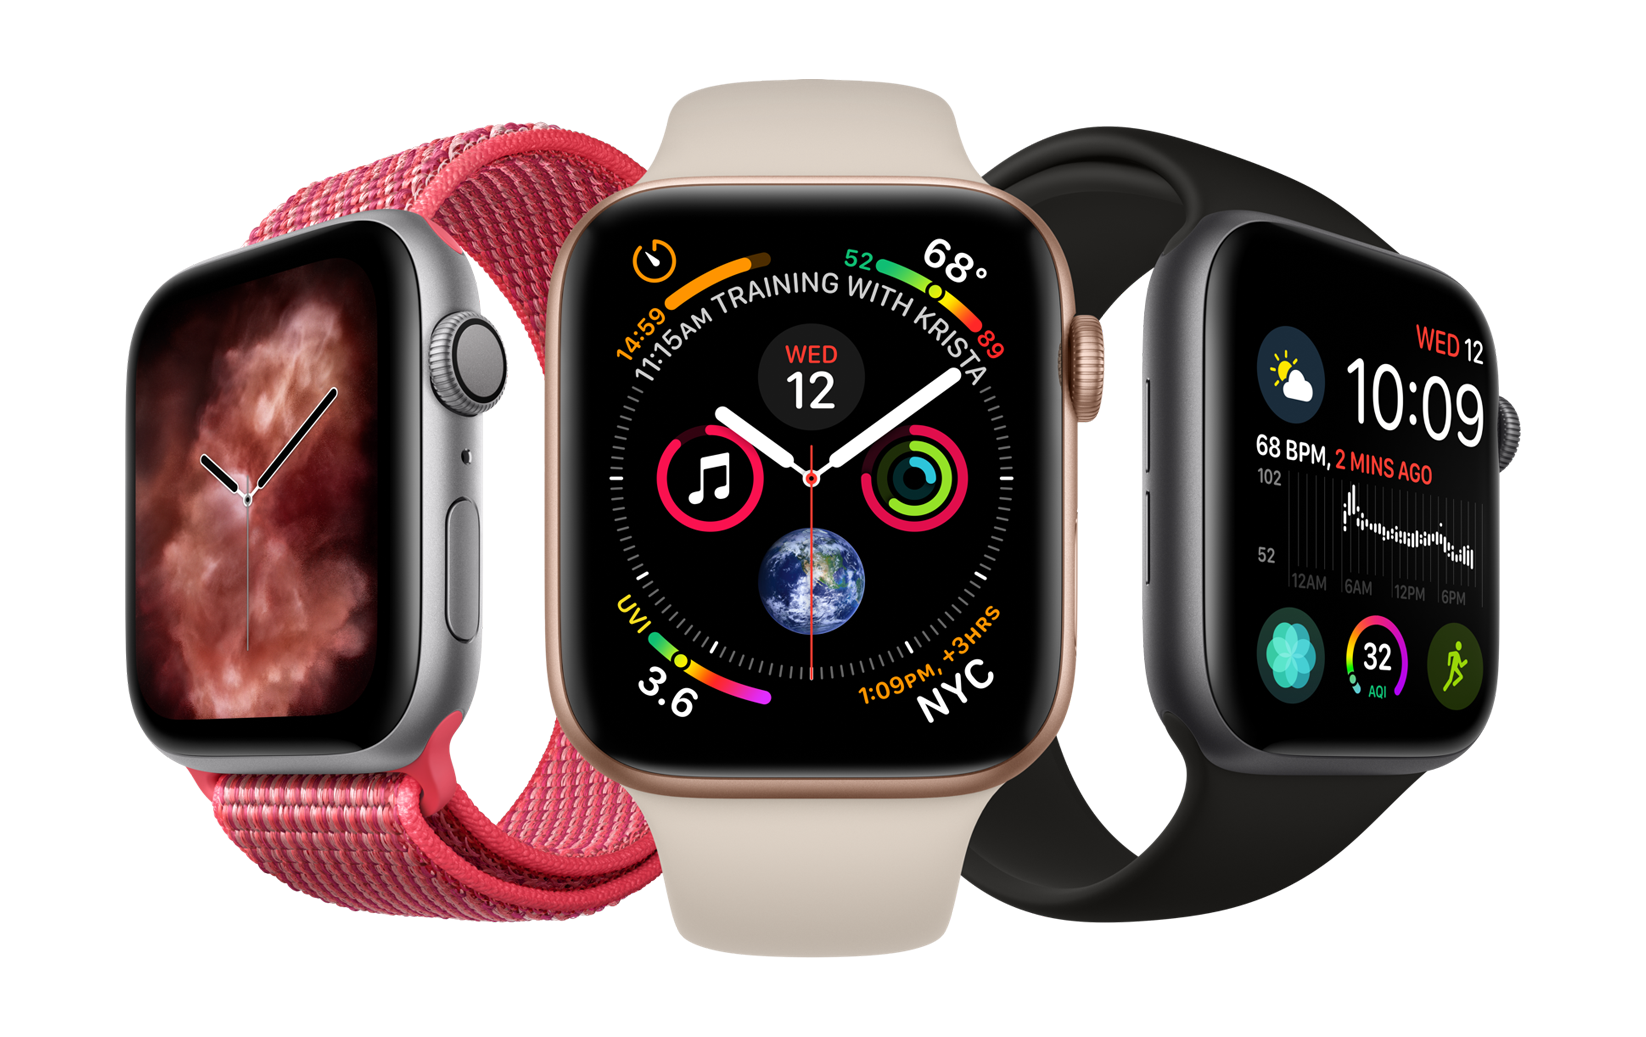 14:59
11:15AM TRAINING WITH KRISTA
52
68°
89
WED
12
UVI
3.6
1:09PM, +3HRS
NYC
WED 12
10:09
68 BPM, 2 MINS AGO
102
52
12AM 6AM 12PM 6PM
32
AQI